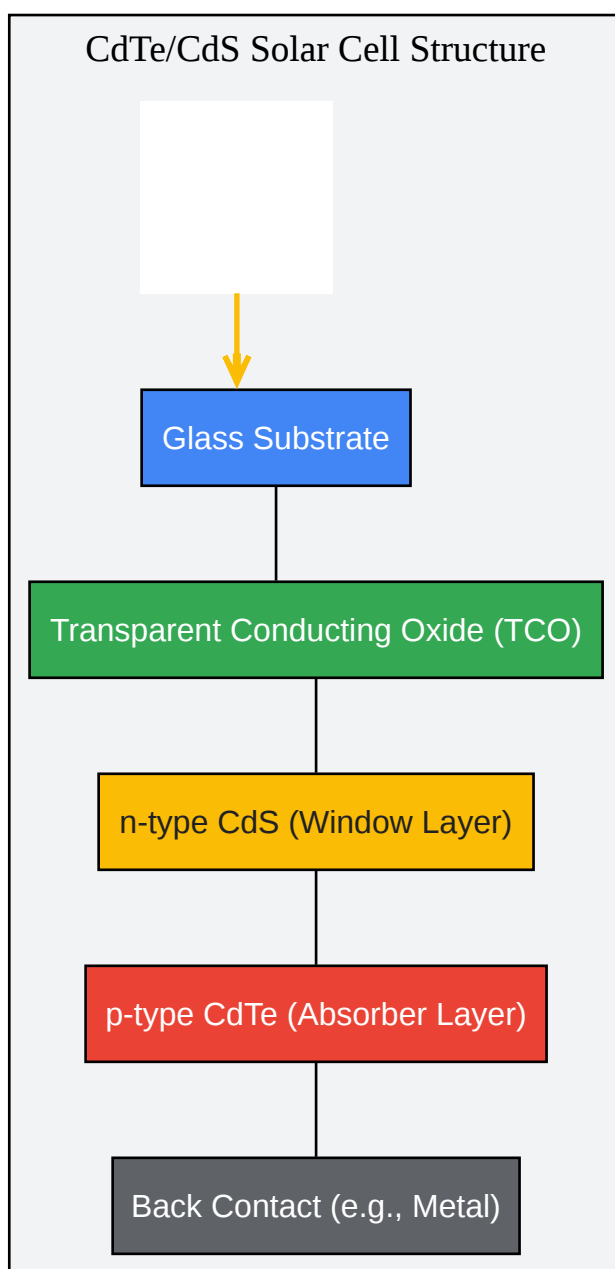 CdTe/CdS Solar Cell Structure
Glass Substrate
Transparent Conducting Oxide (TCO)
n-type CdS (Window Layer)
p-type CdTe (Absorber Layer)
Back Contact (e.g., Metal)